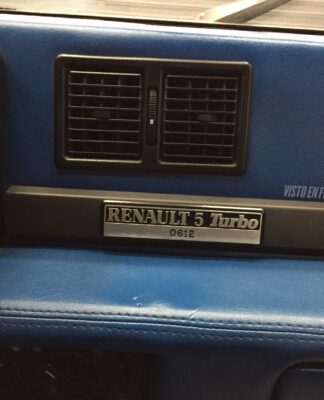 VISTO EN F
RENAULT 5 Turbo
0612